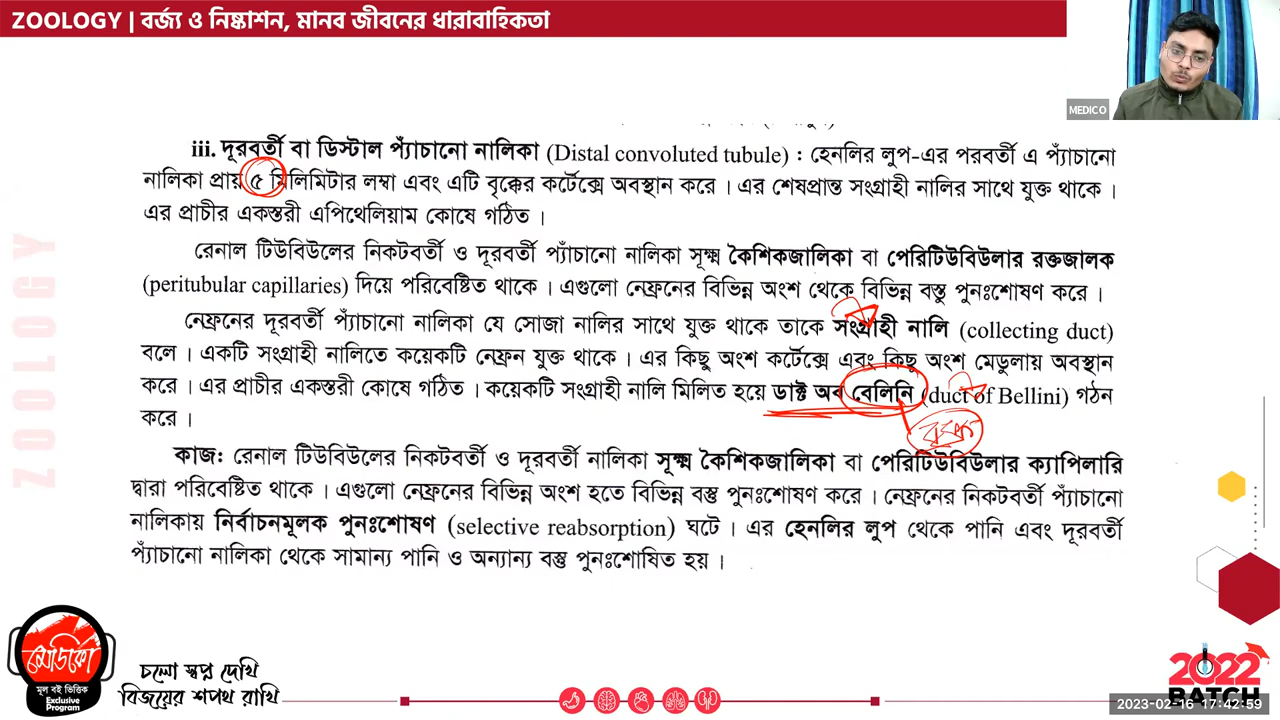 ZOOLOGY | বর্জ্য ও নিষ্কাশন, মানব জীবনের ধারাবাহিকতা
MEDICO
iii. দূরবর্তী বা ডিস্টাল প্যাঁচানো নালিকা (Distal convoluted tubule) : হেনলির লুপ-এর পরবর্তী এ প্যাঁচানো
নালিকা প্রায় ৫ মিলিমিটার লম্বা এবং এটি বৃক্কের কর্টেক্সে অবস্থান করে। এর শেষপ্রান্ত সংগ্রাহী নালির সাথে যুক্ত থাকে।
এর প্রাচীর একস্তরী এপিথেলিয়াম কোষে গঠিত।
রেনাল টিউবিউলের নিকটবর্তী ও দূরবর্তী প্যাঁচানো নালিকা সূক্ষ্ম কৈশিকজালিকা বা পেরিটিউবিউলার রক্তজালক
(peritubular capillaries) দিয়ে পরিবেষ্টিত থাকে। এগুলো নেফ্রনের বিভিন্ন অংশ থেকে বিভিন্ন বস্তু পুনঃশোষণ করে।
নেফ্রনের দূরবর্তী প্যাঁচানো নালিকা যে সোজা নালির সাথে যুক্ত থাকে তাকে সংগ্রাহী নালি (collecting duct)
বলে। একটি সংগ্রাহী নালিতে কয়েকটি নেফ্রন যুক্ত থাকে। এর কিছু অংশ কর্টেক্সে এবং কিছু অংশ মেডুলায় অবস্থান
করে। এর প্রাচীর একস্তরী কোষে গঠিত। কয়েকটি সংগ্রাহী নালি মিলিত হয়ে ডাক্ট অব বেলিনি (duct of Bellini) গঠন
করে।
কাজ: রেনাল টিউবিউলের নিকটবর্তী ও দূরবর্তী নালিকা সূক্ষ্ম কৈশিকজালিকা বা পেরিটিউবিউলার ক্যাপিলারি
দ্বারা পরিবেষ্টিত থাকে। এগুলো নেফ্রনের বিভিন্ন অংশ হতে বিভিন্ন বস্তু পুনঃশোষণ করে। নেফ্রনের নিকটবর্তী প্যাঁচানো
নালিকায় নির্বাচনমূলক পুনঃশোষণ (selective reabsorption) ঘটে। এর হেনলির লুপ থেকে পানি এবং দূরবর্তী
প্যাঁচানো নালিকা থেকে সামান্য পানি ও অন্যান্য বস্তু পুনঃশোষিত হয়।
ZOOLOGY
মেডিকো
মূল বই ভিত্তিক
Exclusive
Program
চলো স্বপ্ন দেখি
বিজয়ের শপথ রাখি
2022
BATCH
2023-02-16 17:42:59